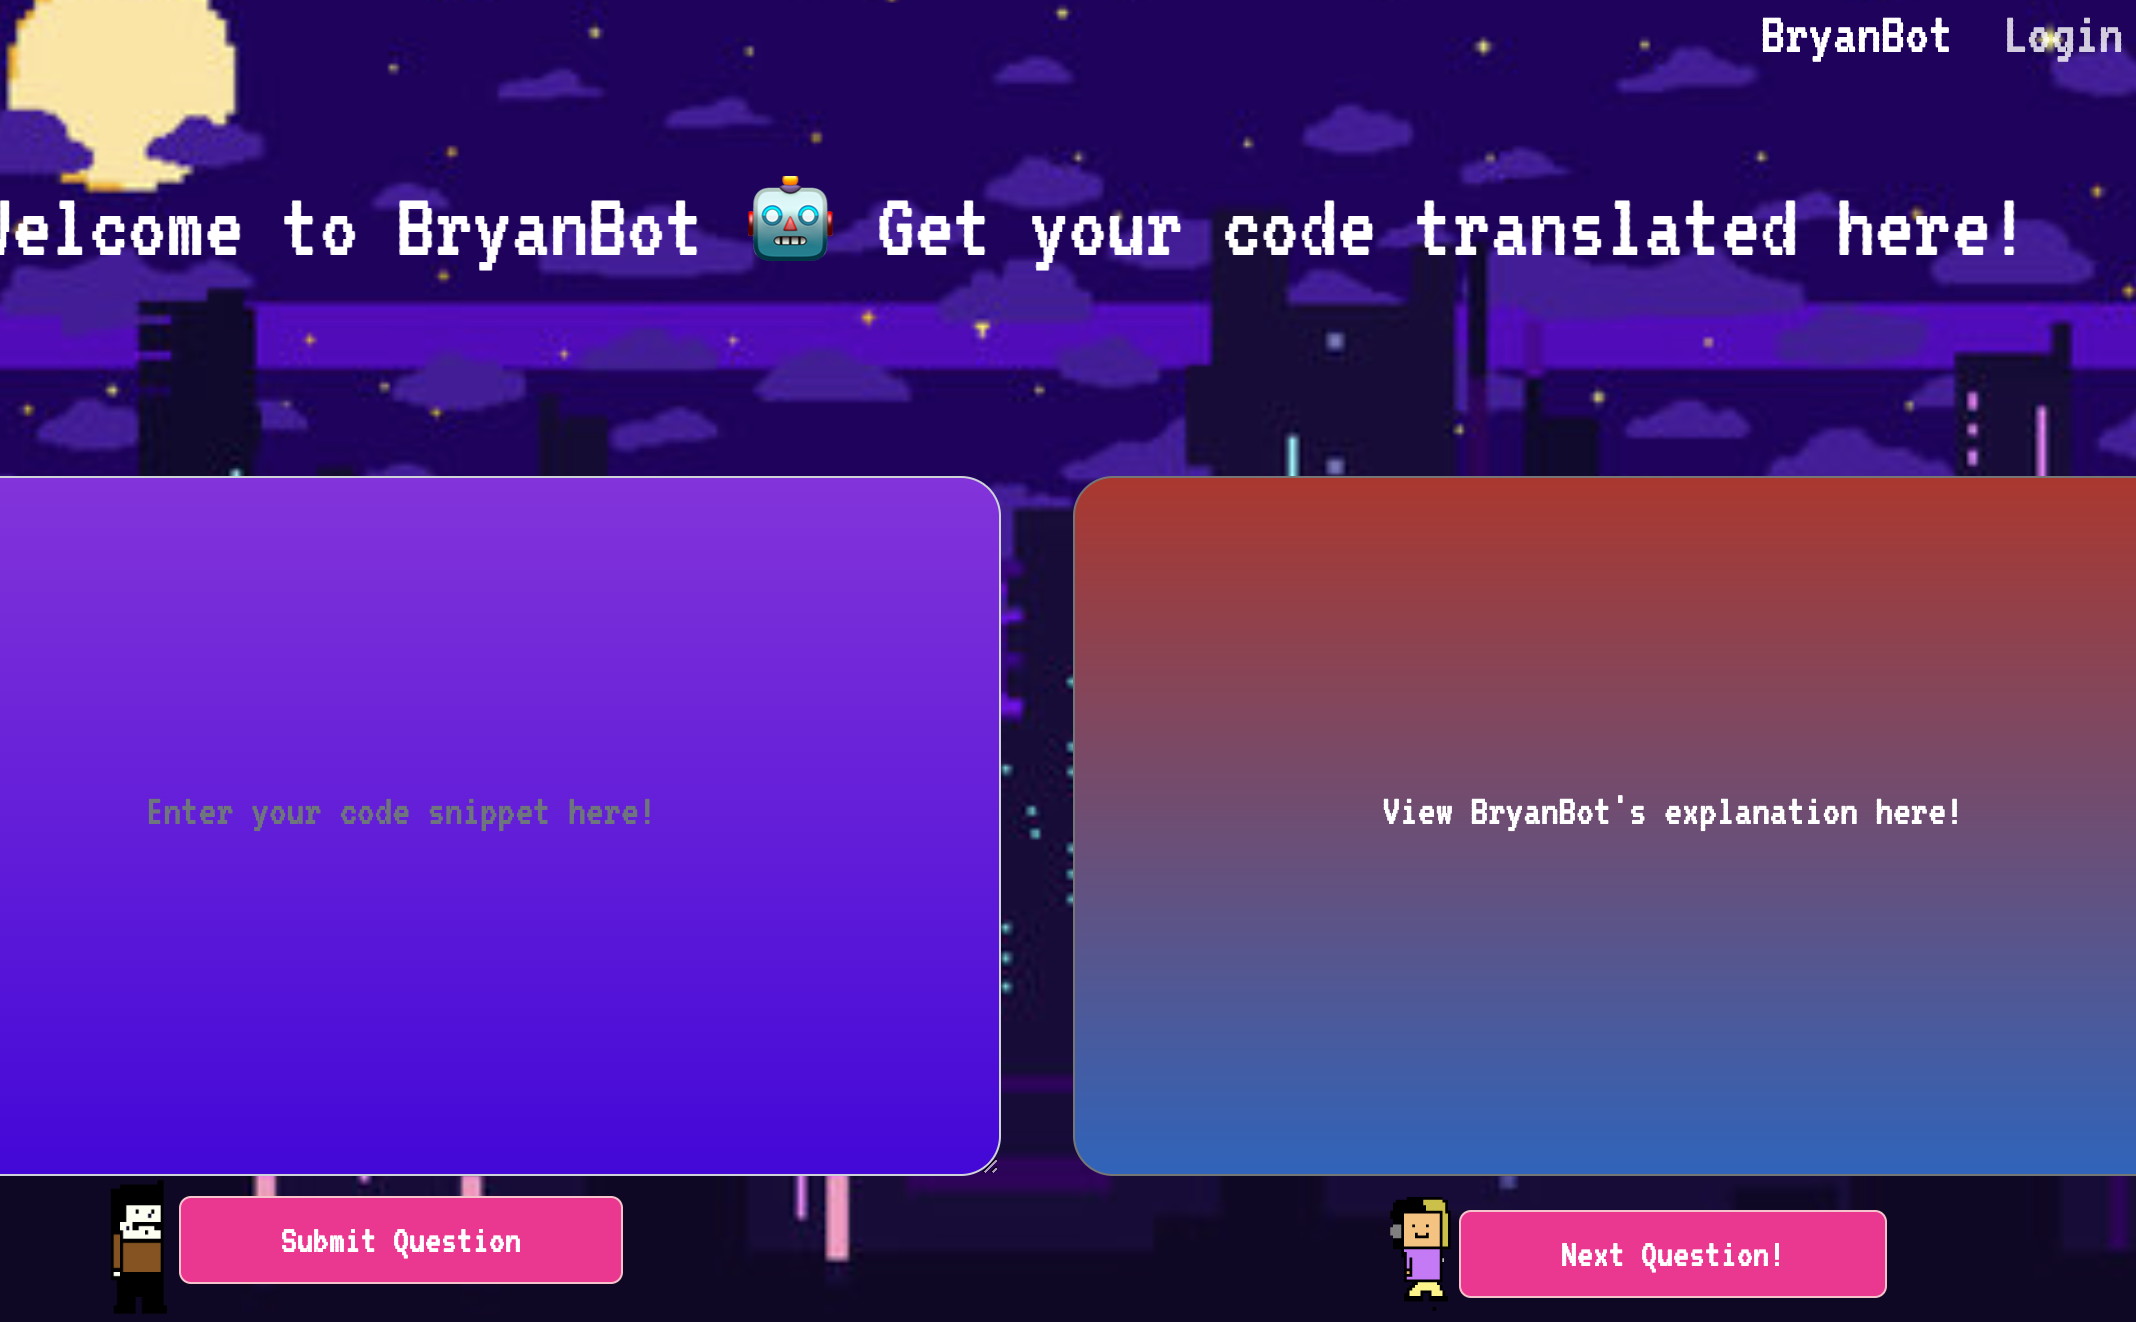 BryanBot Login
Welcome to BryanBot 🤖 Get your code translated here!
Enter your code snippet here!
View BryanBot's explanation here!
Submit Question
Next Question!